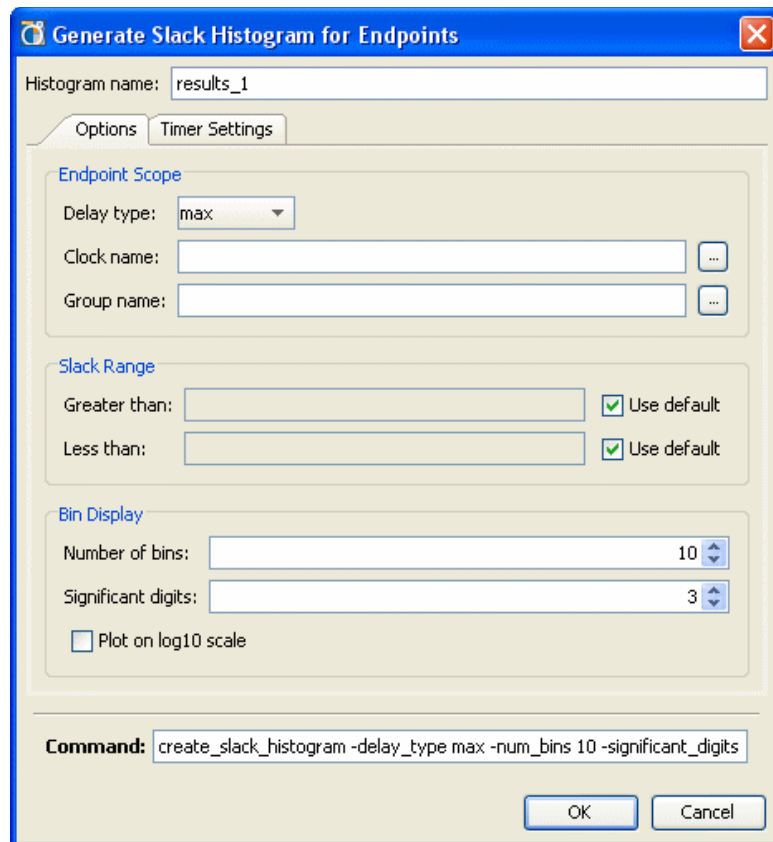 Generate Slack Histogram for Endpoints
Histogram name: results_1
Options Timer Settings
Endpoint Scope
Delay type: max
Clock name: ...
Group name: ...
Slack Range
Greater than: Use default
Less than: Use default
Bin Display
Number of bins: 10
Significant digits: 3
Plot on log10 scale
Command: create_slack_histogram -delay_type max -num_bins 10 -significant_digits
OK Cancel